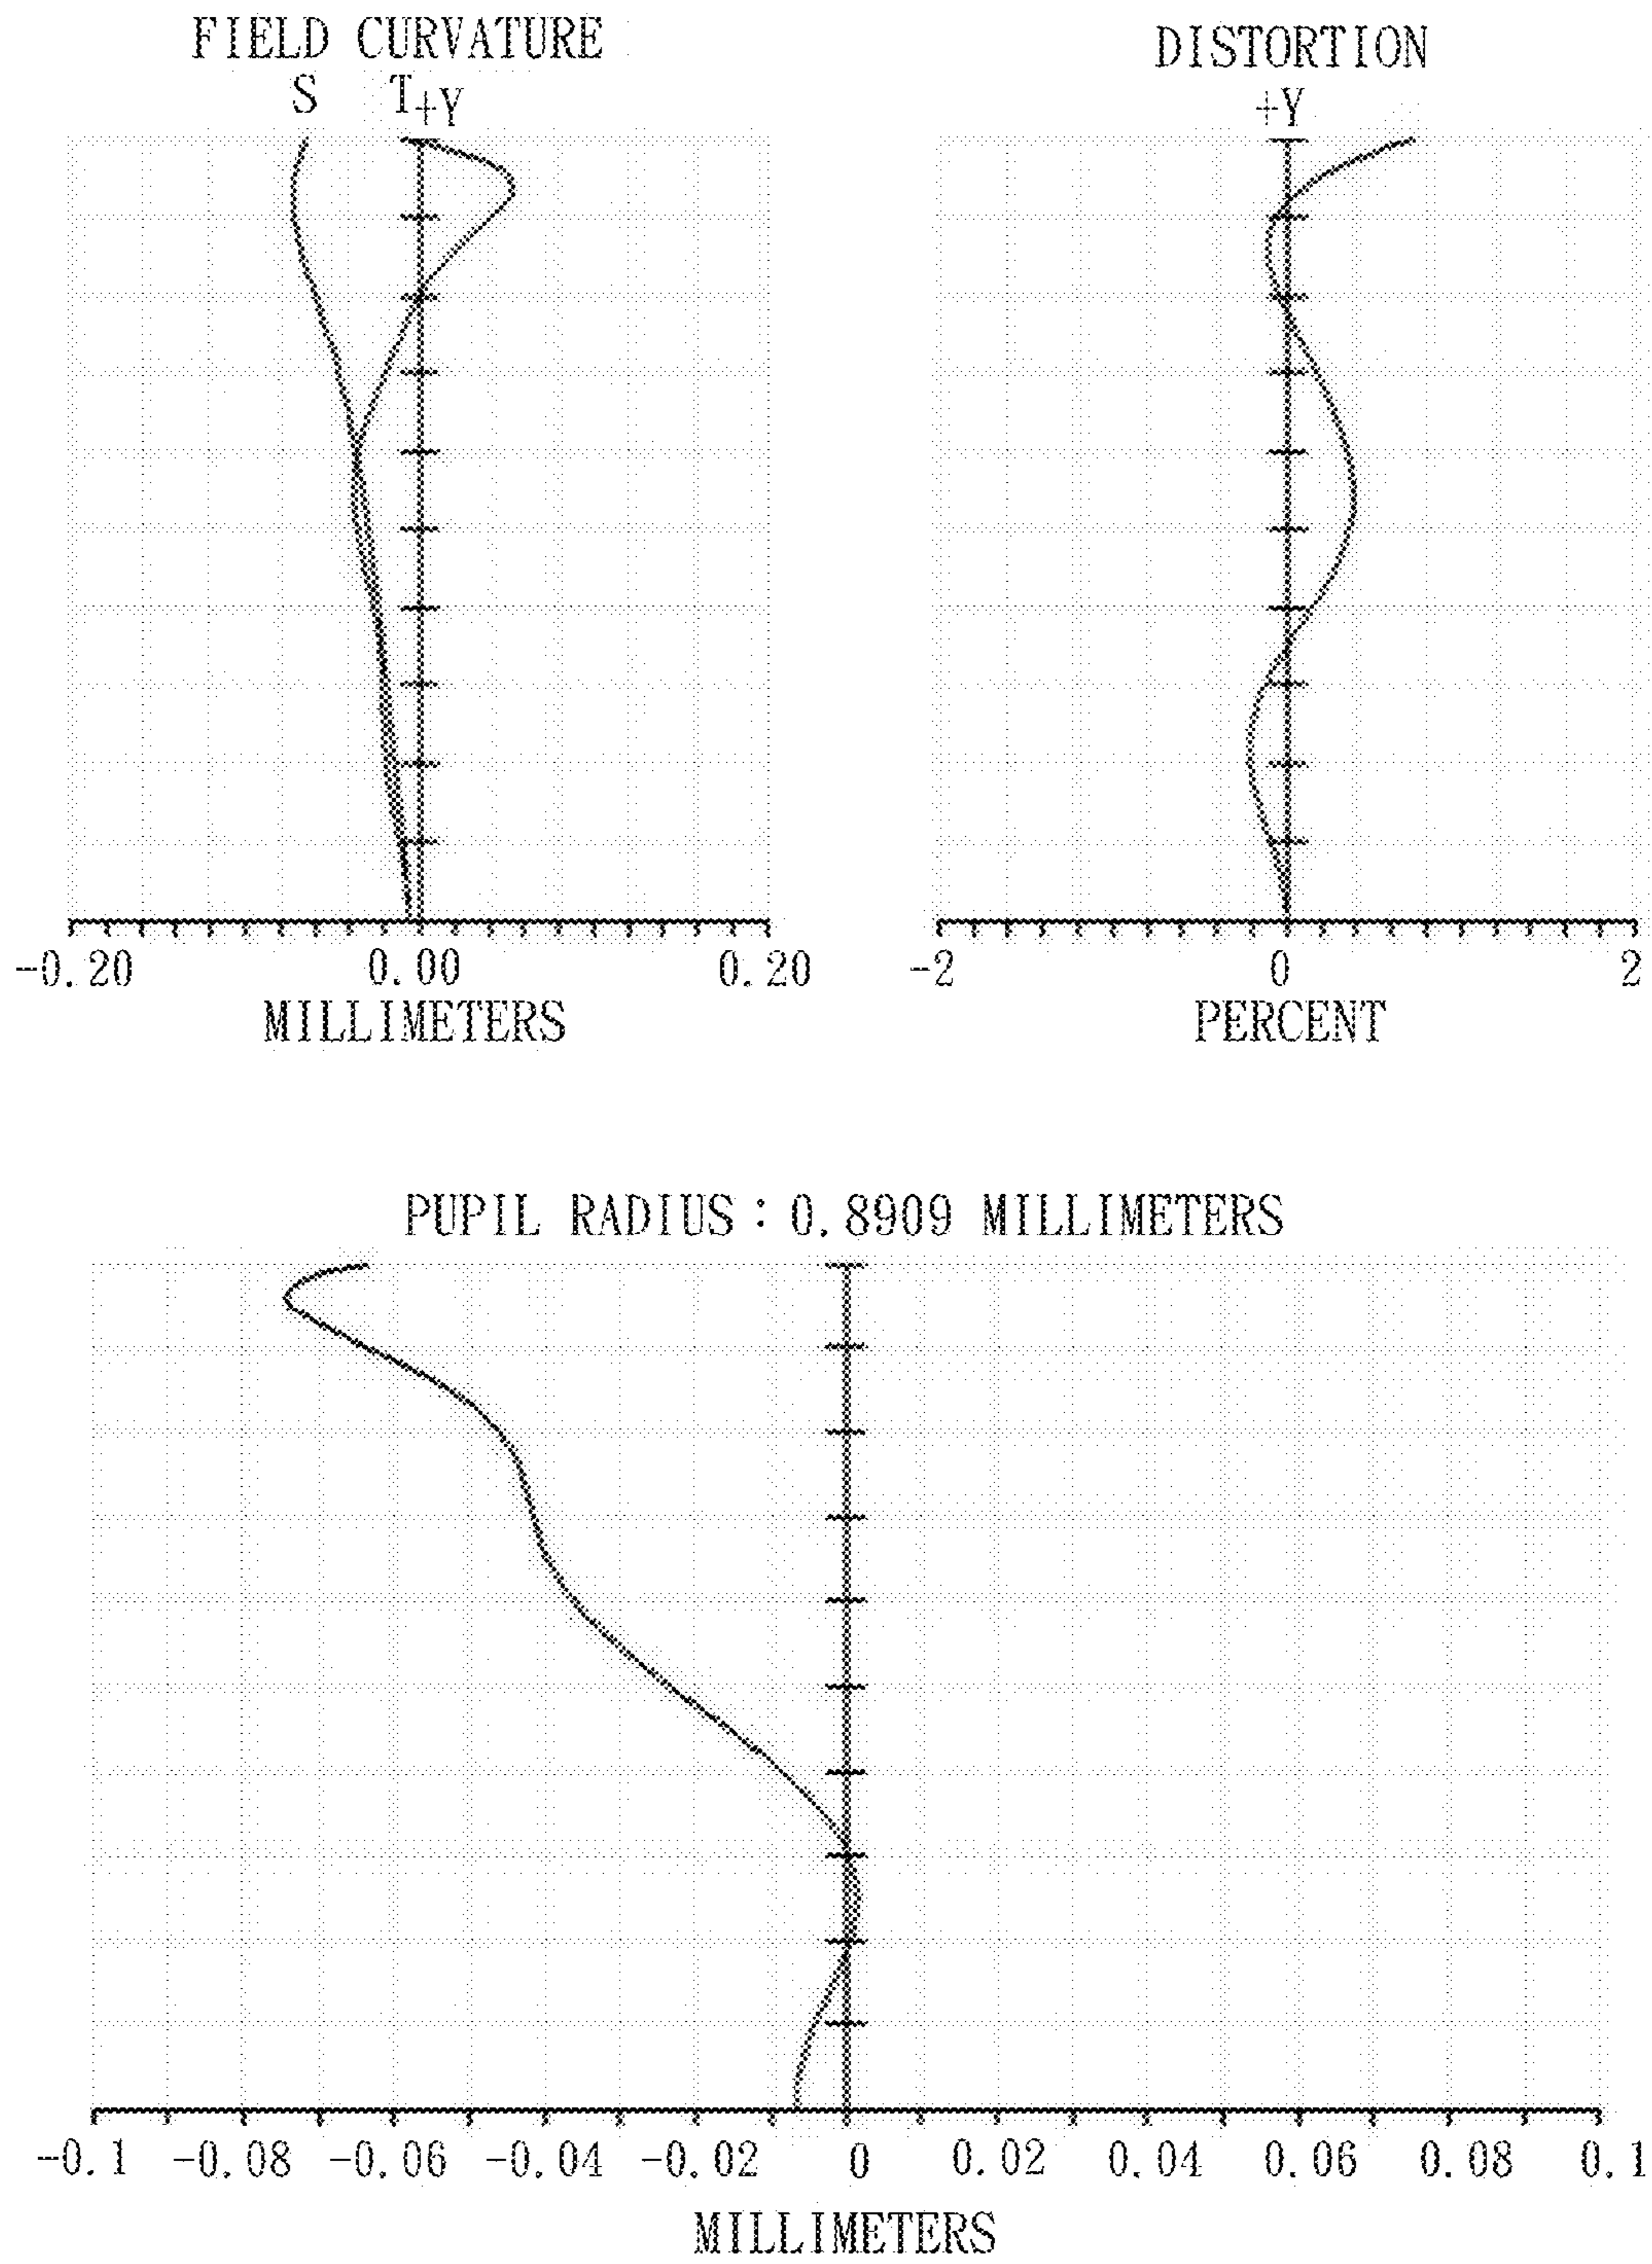 FIELD CURVATURE
S T +Y
-0.20 0.00 0.20
MILLIMETERS
DISTORTION
+Y
-2 0 2
PERCENT
PUPIL RADIUS : 0.8909 MILLIMETERS
-0.1 -0.08 -0.06 -0.04 -0.02 0 0.02 0.04 0.06 0.08 0.1
MILLIMETERS